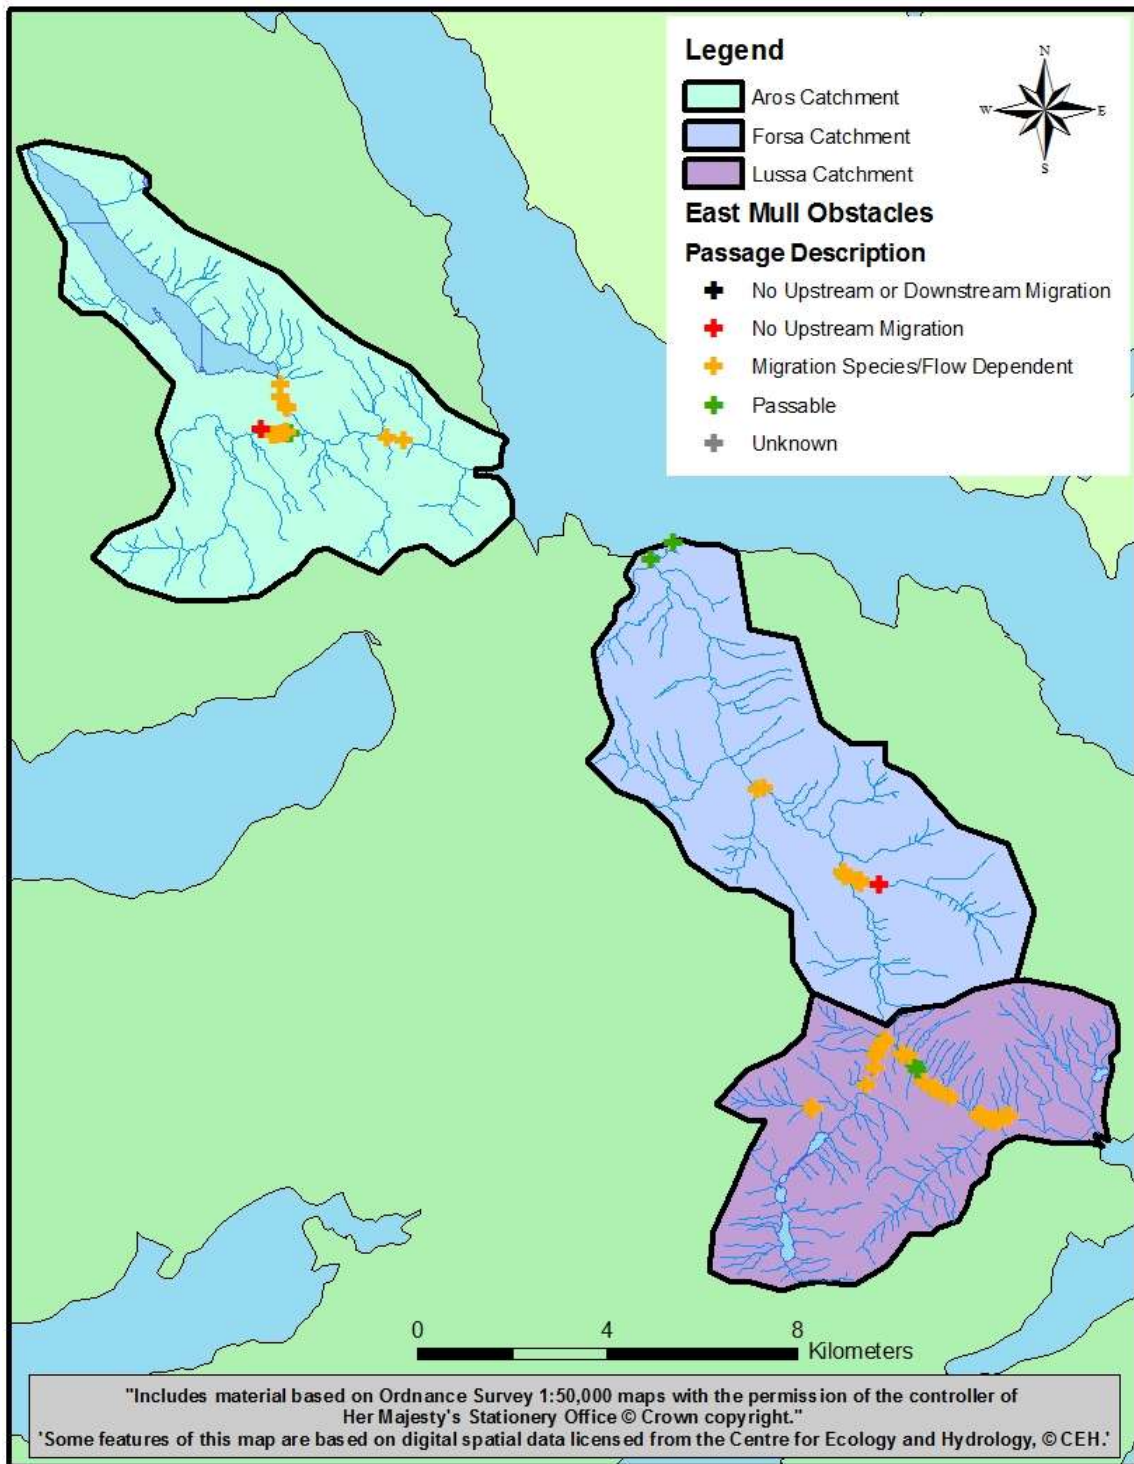 Legend
N
W
E
S
Aros Catchment
Forsa Catchment
Lussa Catchment
East Mull Obstacles
Passage Description
No Upstream or Downstream Migration
No Upstream Migration
Migration Species/Flow Dependent
Passable
Unknown
0 4 8
Kilometers
"Includes material based on Ordnance Survey 1:50,000 maps with the permission of the controller of
Her Majesty's Stationery Office © Crown copyright."
'Some features of this map are based on digital spatial data licensed from the Centre for Ecology and Hydrology, © CEH.'